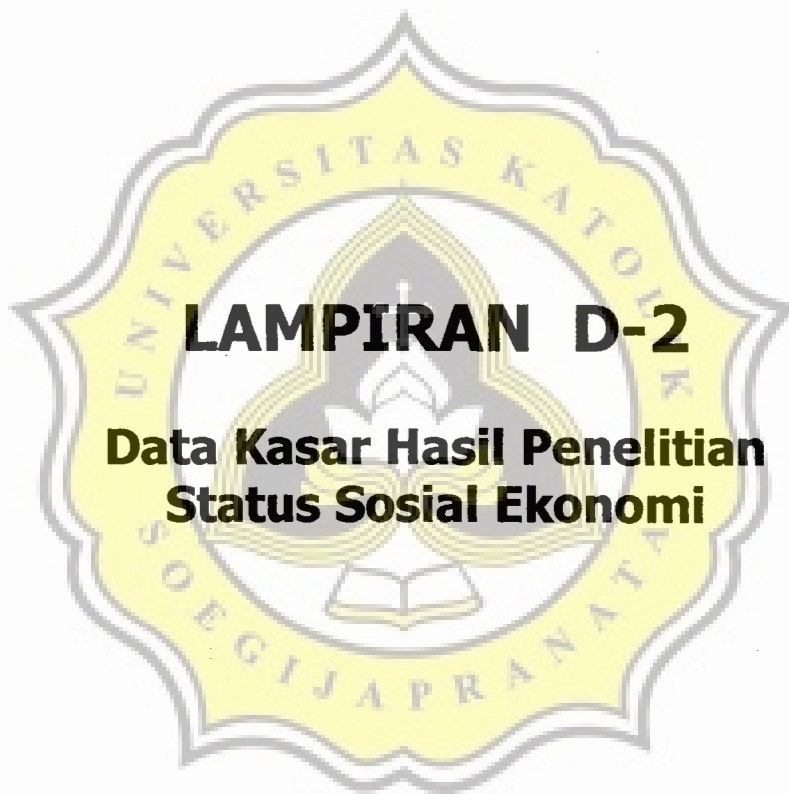 UNIVERSITAS KATOLIK
LAMPIRAN D-2
Data Kasar Hasil Penelitian
Status Sosial Ekonomi
SOEGIJAPRANATA